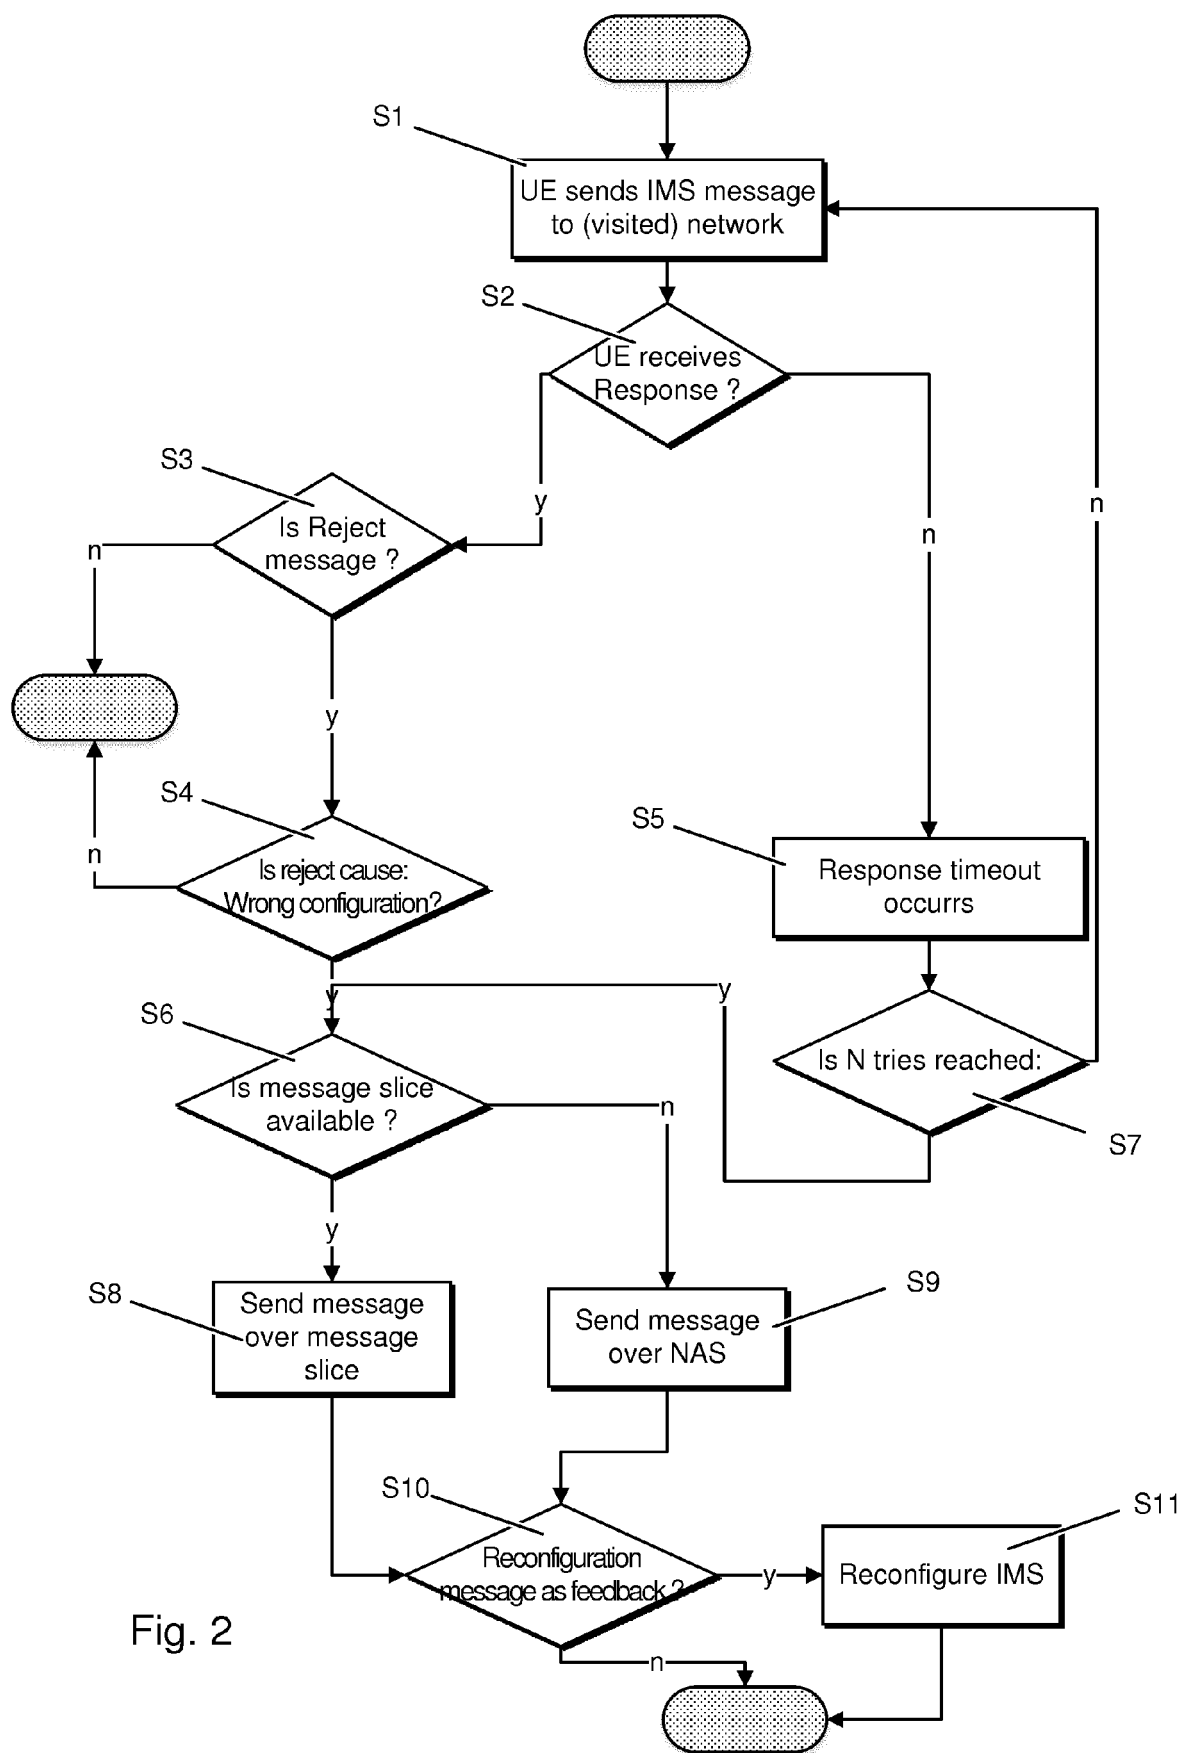 S1
UE sends IMS message
to (visited) network
S2
UE receives
Response ?
S3
Is Reject
message ?
y
n
n
n
y
S4
Is reject cause:
Wrong configuration?
n
S5
Response timeout
occurrs
y
y
S6
Is message slice
available ?
n
Is N tries reached:
S7
y
S8
Send message
over message
slice
S9
Send message
over NAS
S10
Reconfiguration
message as feedback ?
y
S11
Reconfigure IMS
n
Fig. 2